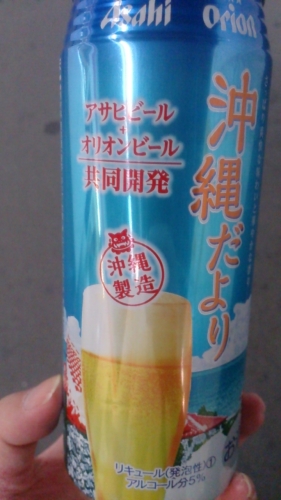 Asahi
Orion
沖縄だより
アサヒビール
+
オリオンビール
共同開発
沖縄
製造
リキュール(発泡性)①
アルコール分5%